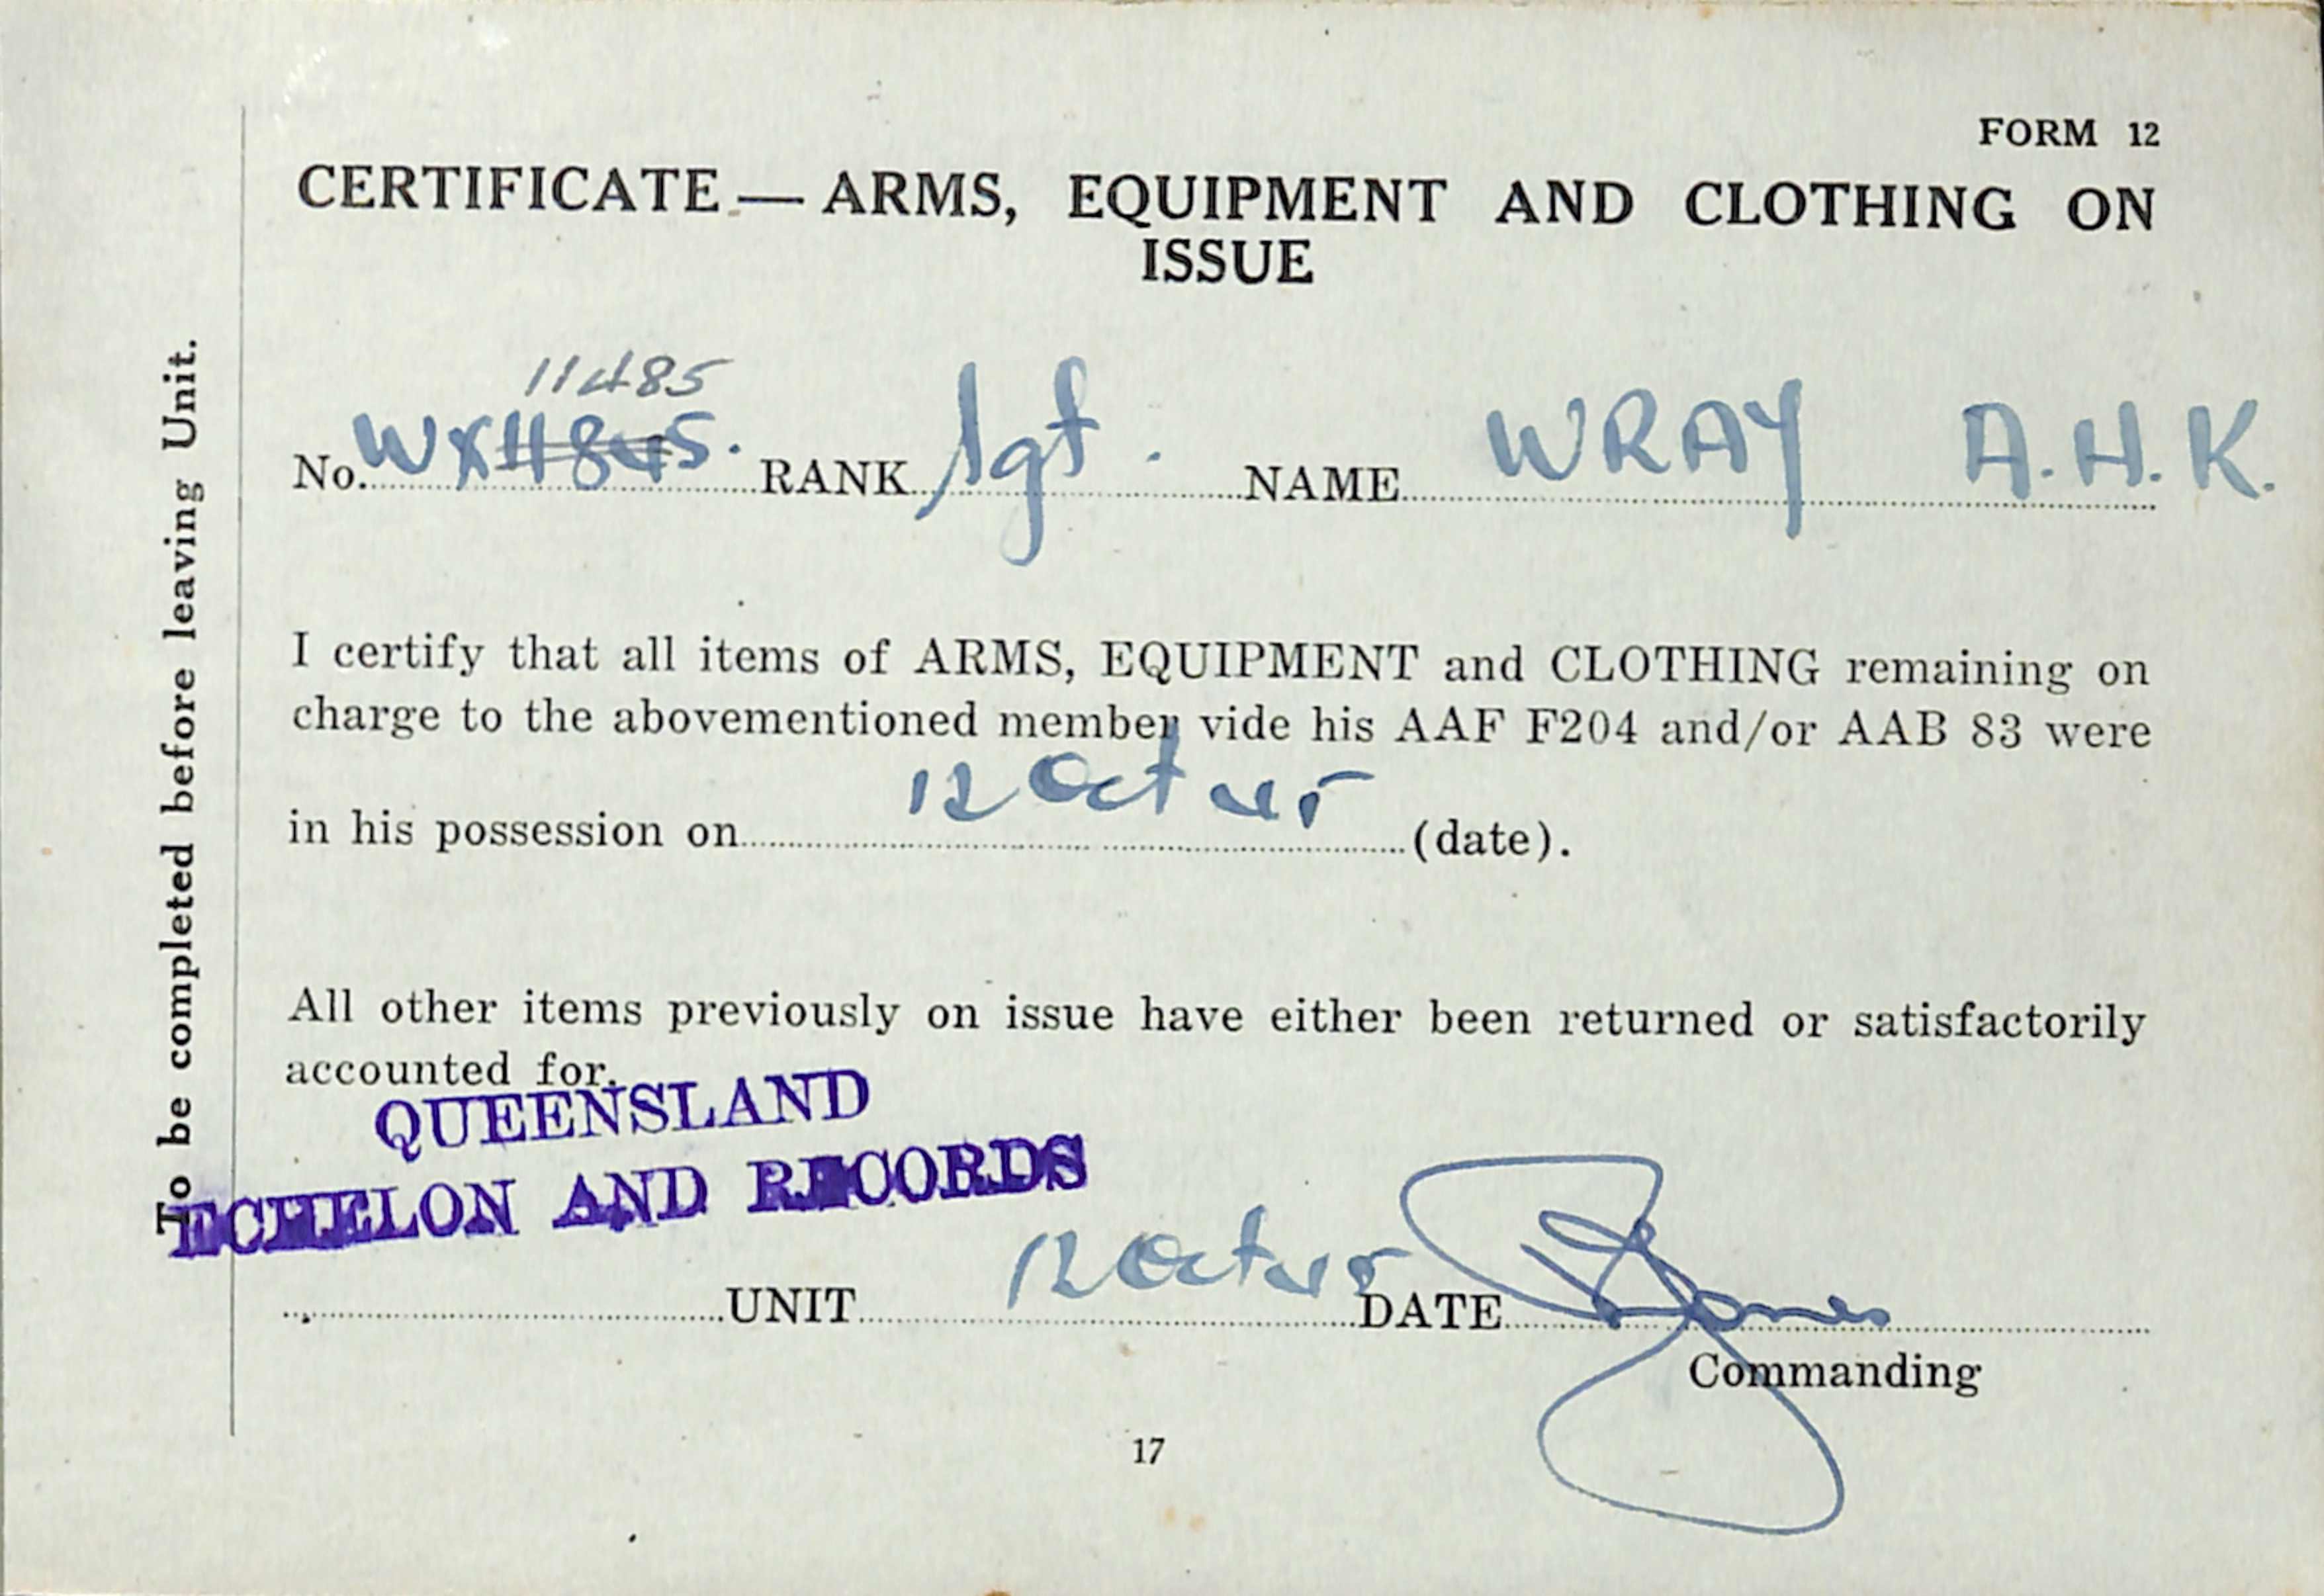 FORM 12
CERTIFICATE — ARMS, EQUIPMENT AND CLOTHING ON
ISSUE
11485
No. WX11845. RANK Sgt. NAME WRAY A.H.K.
I certify that all items of ARMS, EQUIPMENT and CLOTHING remaining on
charge to the abovementioned member vide his AAF F204 and/or AAB 83 were
in his possession on 12 Oct 45 (date).
All other items previously on issue have either been returned or satisfactorily
accounted for.
QUEENSLAND
ECHELON AND RECORDS
UNIT 12 Oct 45 DATE
Commanding
17
To be completed before leaving Unit.